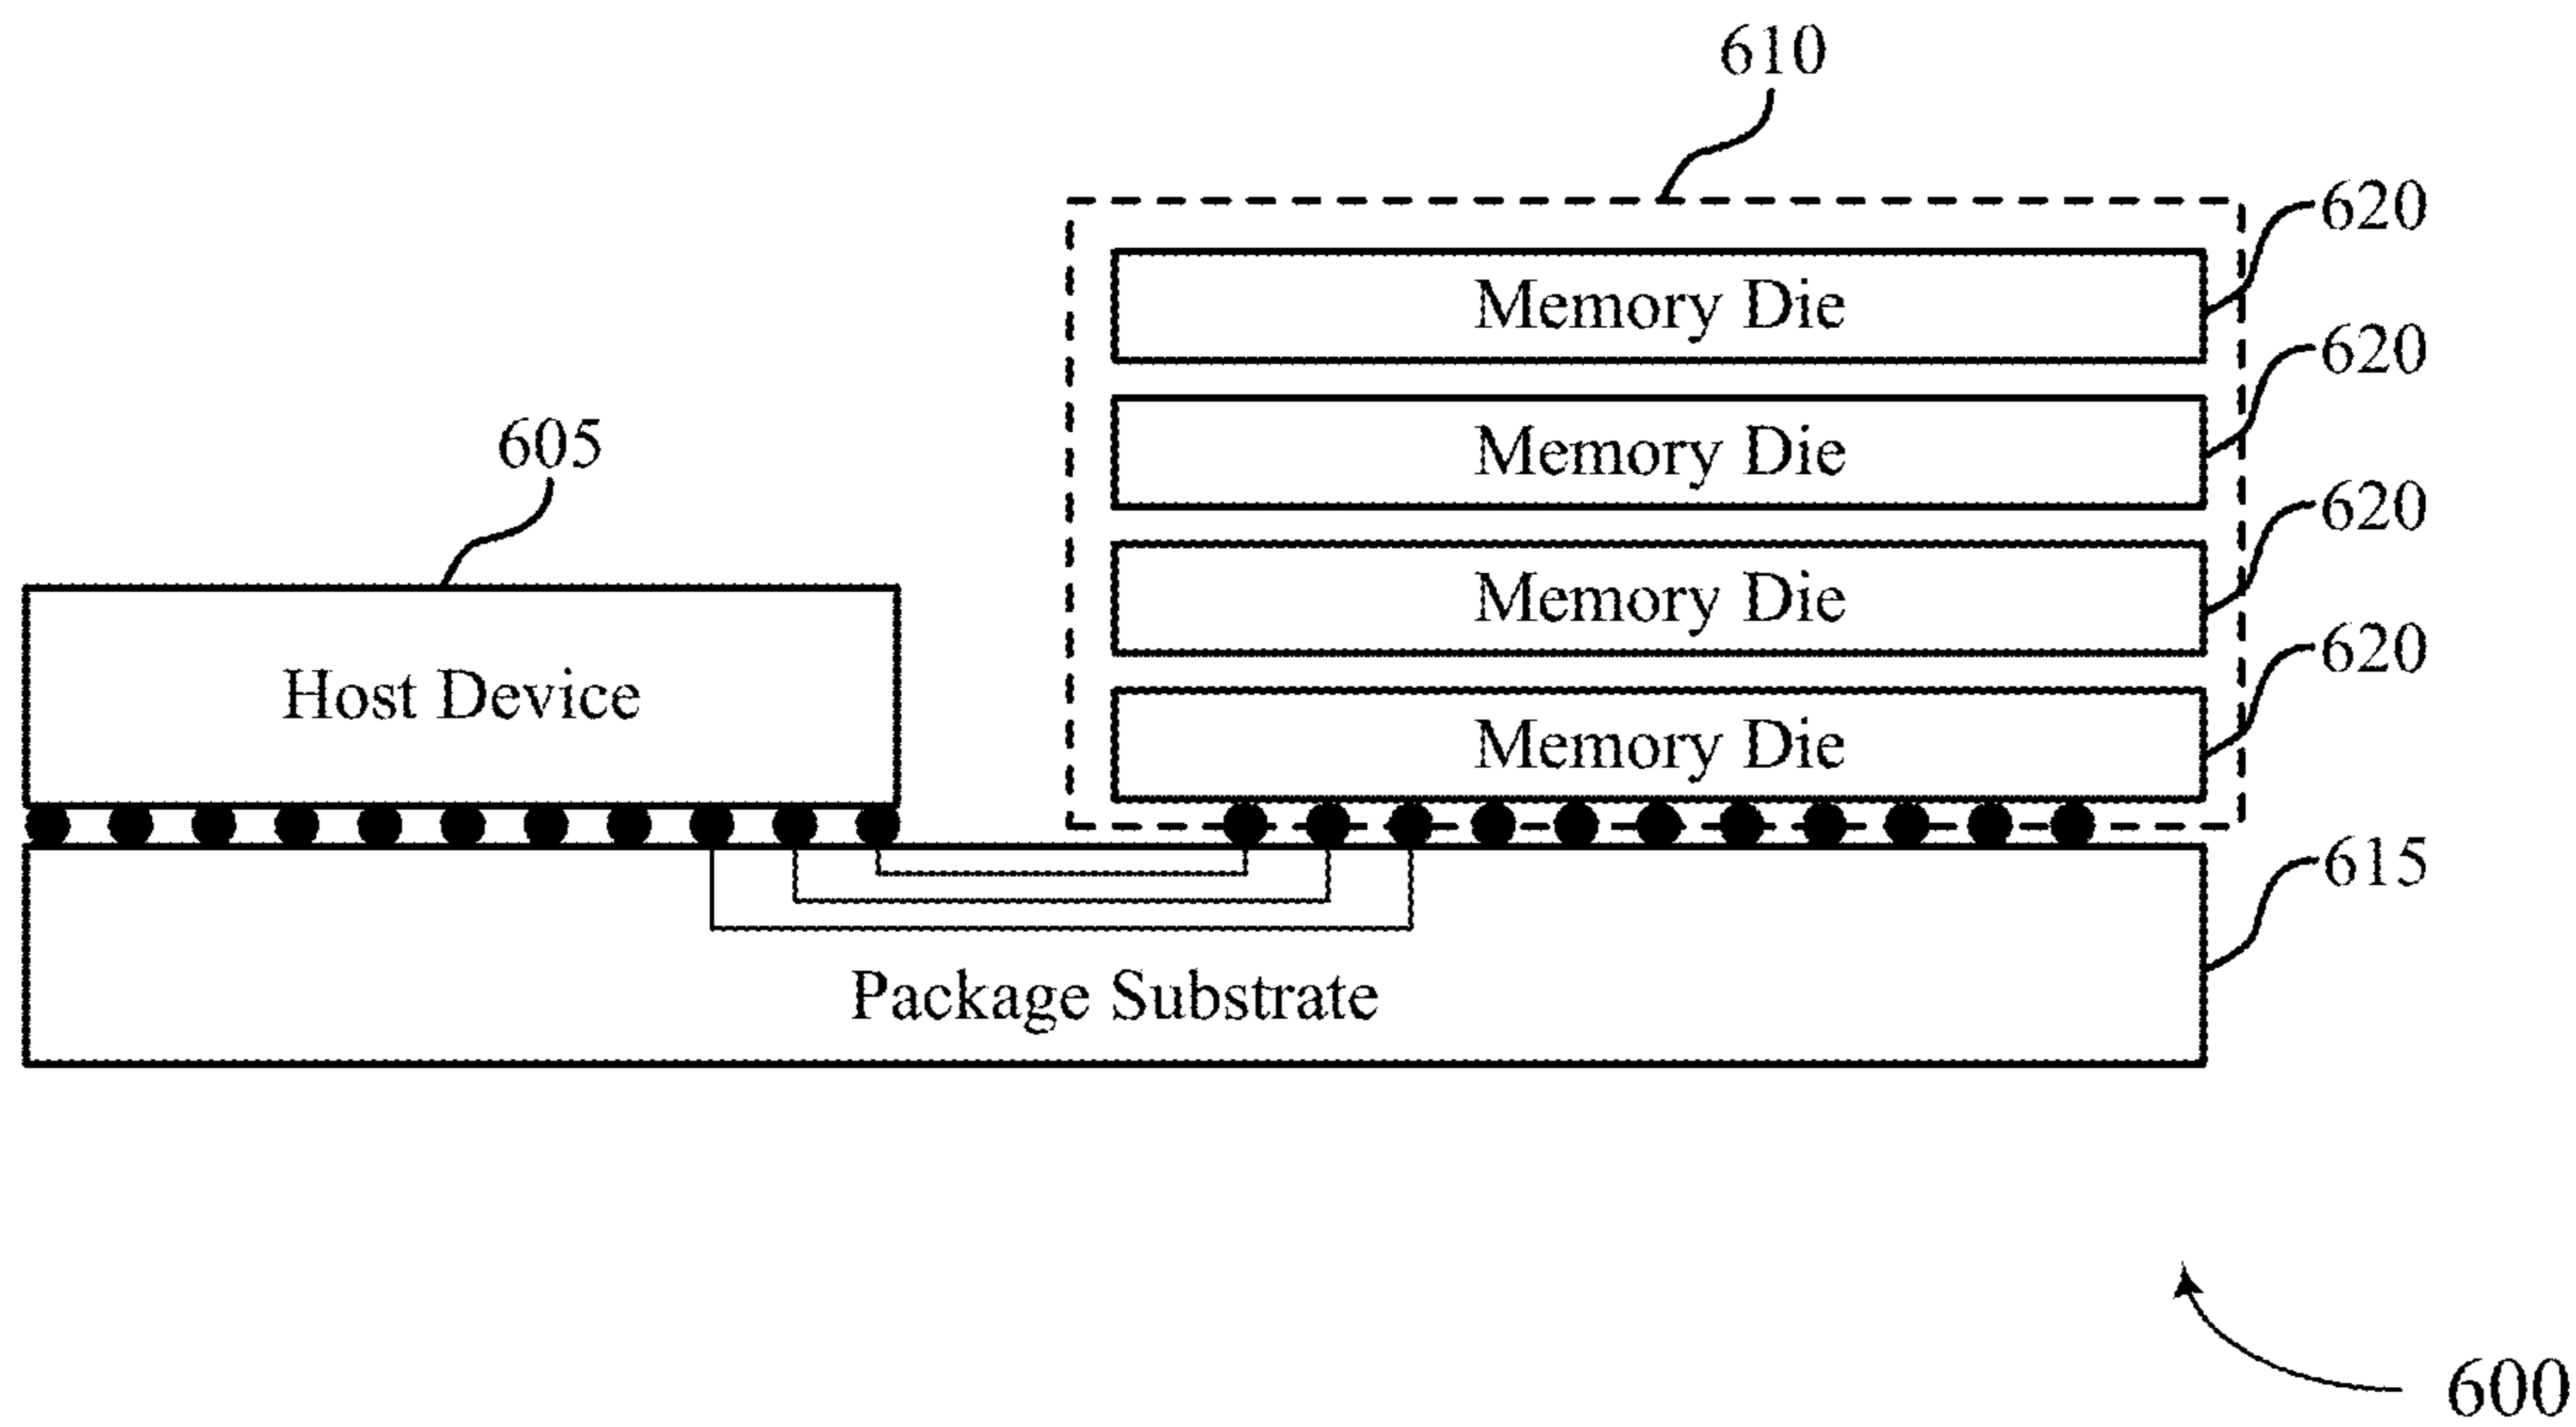 610
620
Memory Die
620
Memory Die
605
620
Memory Die
620
Host Device
Memory Die
615
Package Substrate
600